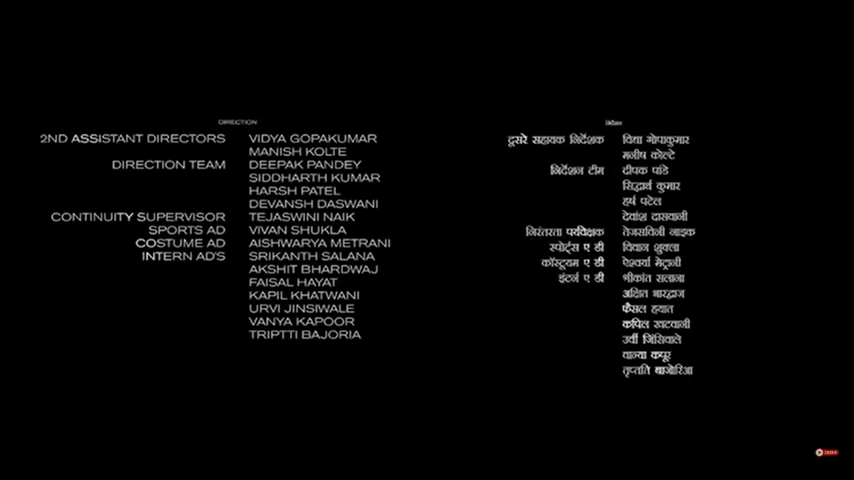 DIRECTION
2ND ASSISTANT DIRECTORS VIDYA GOPAKUMAR
MANISH KOLTE
DIRECTION TEAM DEEPAK PANDEY
SIDDHARTH KUMAR
HARSH PATEL
DEVANSH DASWANI
CONTINUITY SUPERVISOR TEJASWINI NAIK
SPORTS AD VIVAN SHUKLA
COSTUME AD AISHWARYA METRANI
INTERN AD'S SRIKANTH SALANA
AKSHIT BHARDWAJ
FAISAL HAYAT
KAPIL KHATWANI
URVI JINSIWALE
VANYA KAPOOR
TRIPTTI BAJORIA
निर्देशन
दूसरे सहायक निर्देशक विद्या गोपाकुमार
मनीष कोल्टे
निर्देशन टीम दीपक पांडे
सिद्धार्थ कुमार
हर्ष पटेल
देवांश दासवानी
निरंतरता पर्यवेक्षक तेजसविनी नाइक
स्पोर्ट्स ए डी विवान शुक्ला
कॉस्ट्यूम ए डी ऐश्वर्या मेट्रानी
इंटर्न ए डी श्रीकांत सलाना
अक्षित भारद्वाज
फैसल हयात
कपिल खटवानी
उर्वी जिंसिवाले
वान्या कपूर
तृप्तति बाजोरिआ